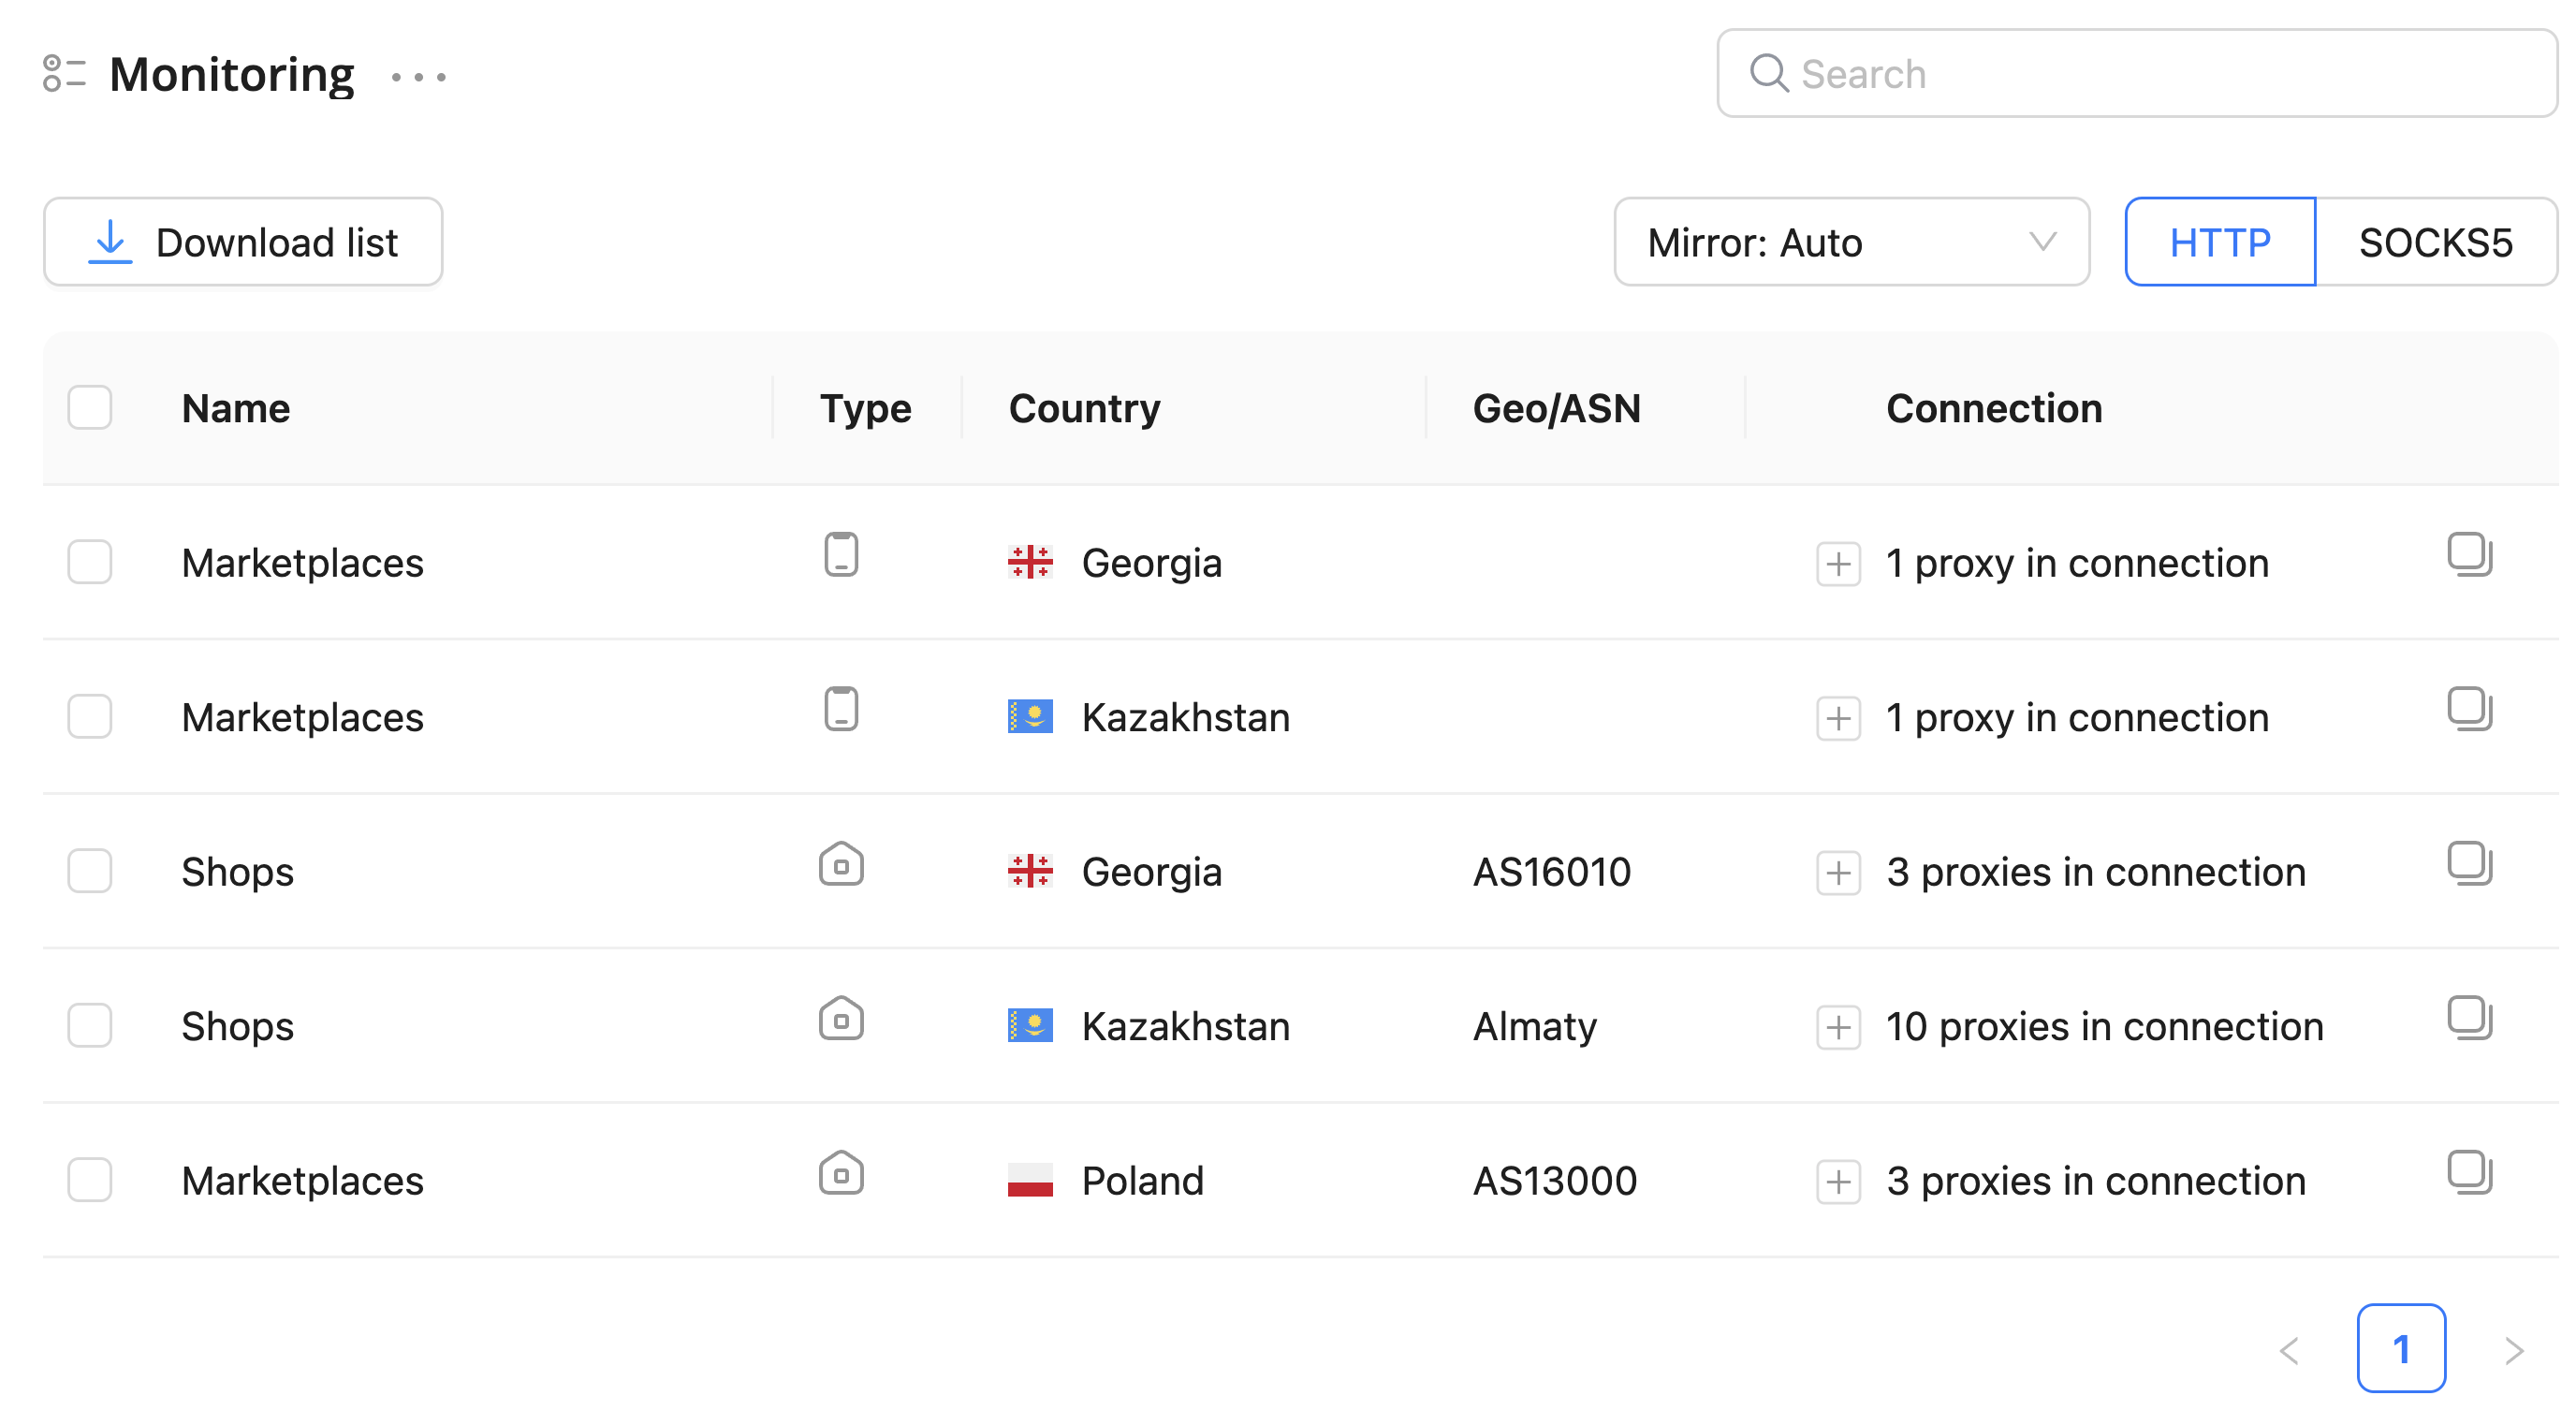 Monitoring
Search
Download list
Mirror: Auto
HTTP
SOCKS5
Name Type Country Geo/ASN Connection
Marketplaces Georgia 1 proxy in connection
Marketplaces Kazakhstan 1 proxy in connection
Shops Georgia AS16010 3 proxies in connection
Shops Kazakhstan Almaty 10 proxies in connection
Marketplaces Poland AS13000 3 proxies in connection
1